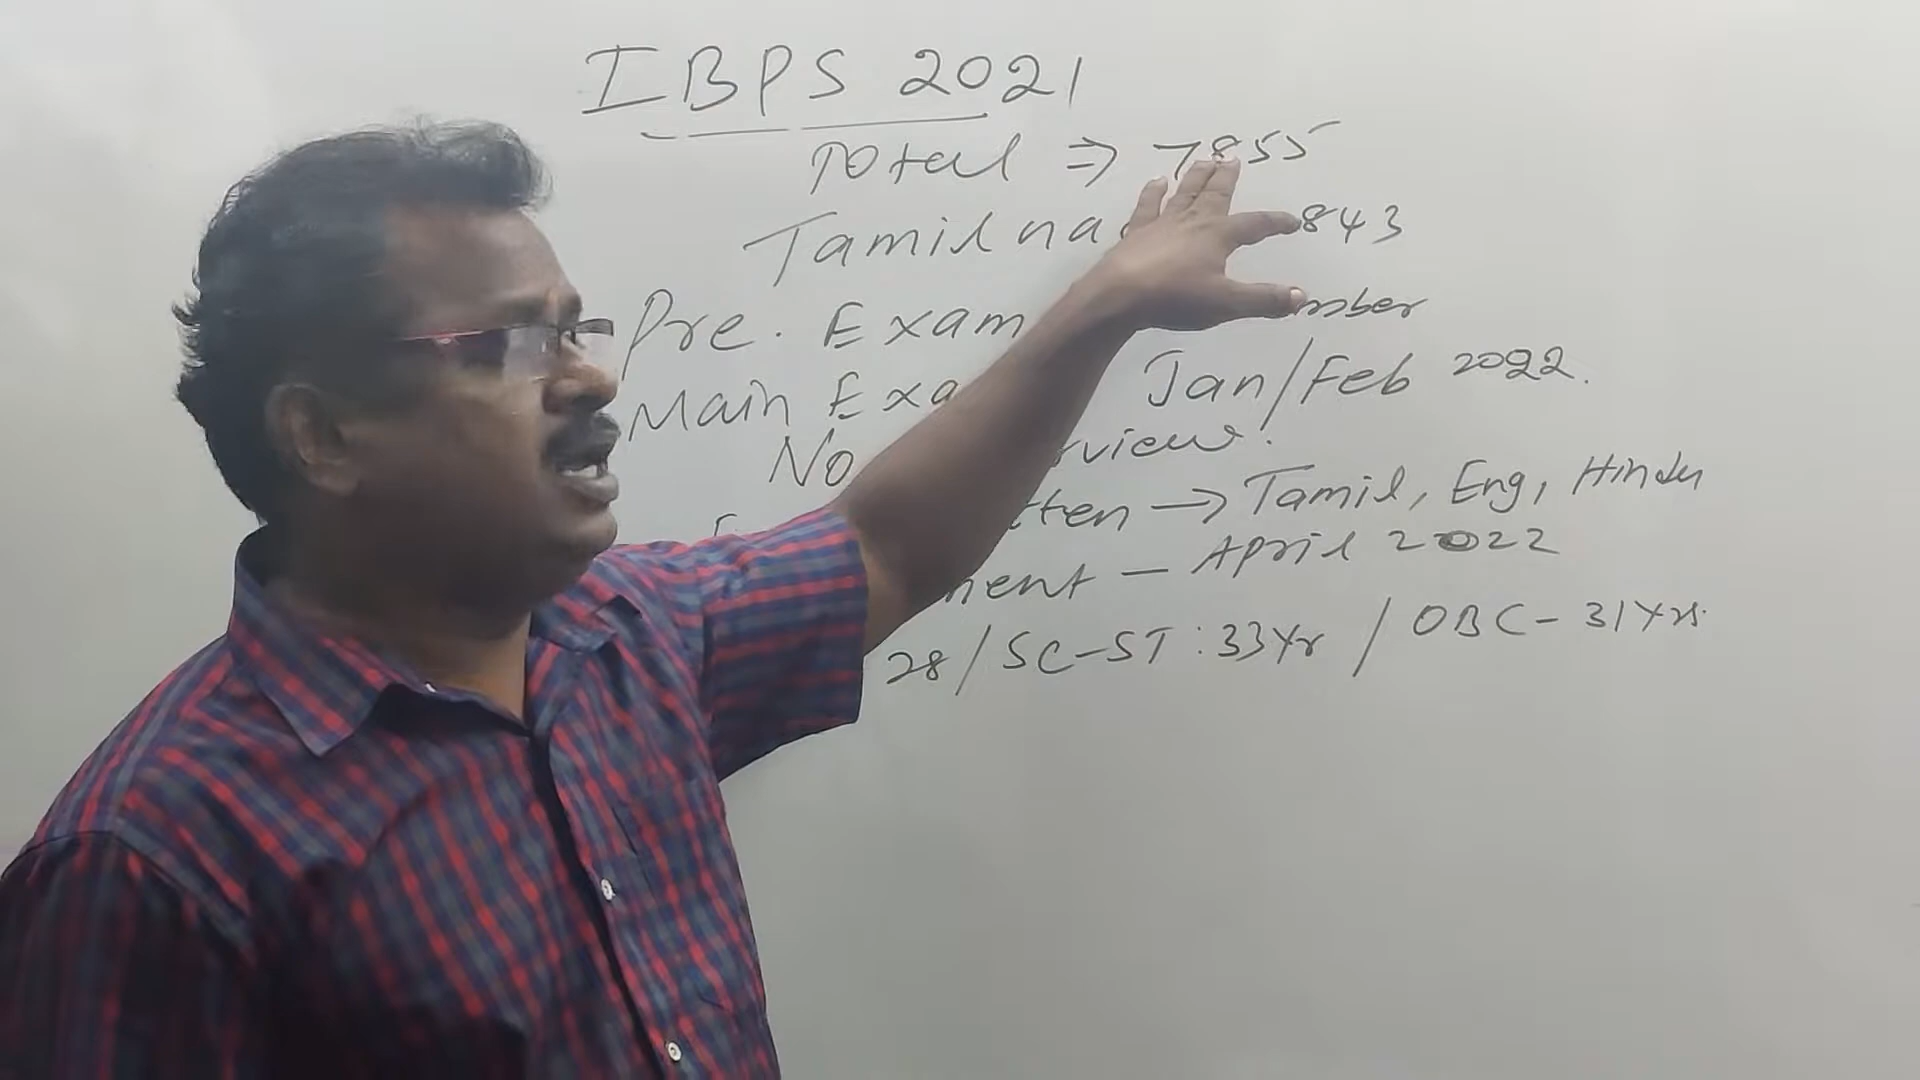 IBPS 2021
Total ⇒ 7855
Tamilna 843
Pre. Exam mber
Main Exa Jan/Feb 2022.
No rview.
tten → Tamil, Eng, Hindu
ment - April 2022
28/ SC-ST : 33Yr / OBC - 31Yrs.